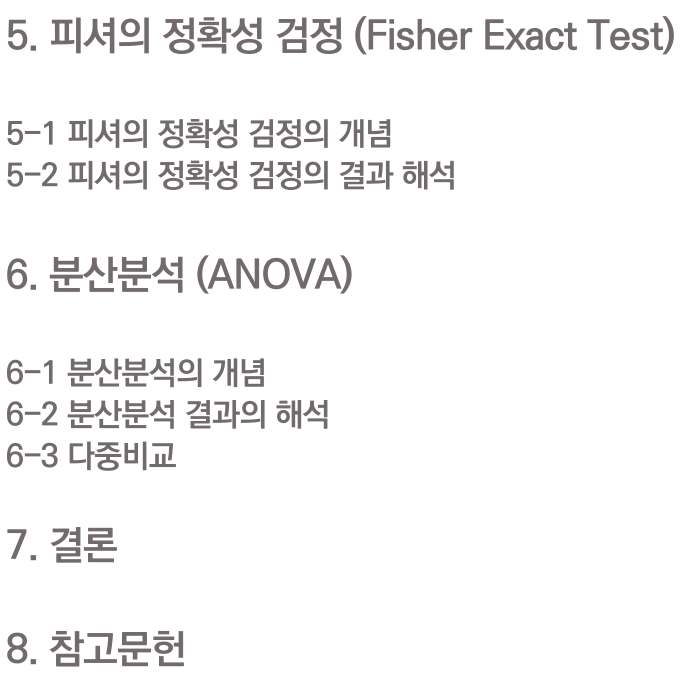 5. 피셔의 정확성 검정 (Fisher Exact Test)
5-1 피셔의 정확성 검정의 개념
5-2 피셔의 정확성 검정의 결과 해석
6. 분산분석 (ANOVA)
6-1 분산분석의 개념
6-2 분산분석 결과의 해석
6-3 다중비교
7. 결론
8. 참고문헌